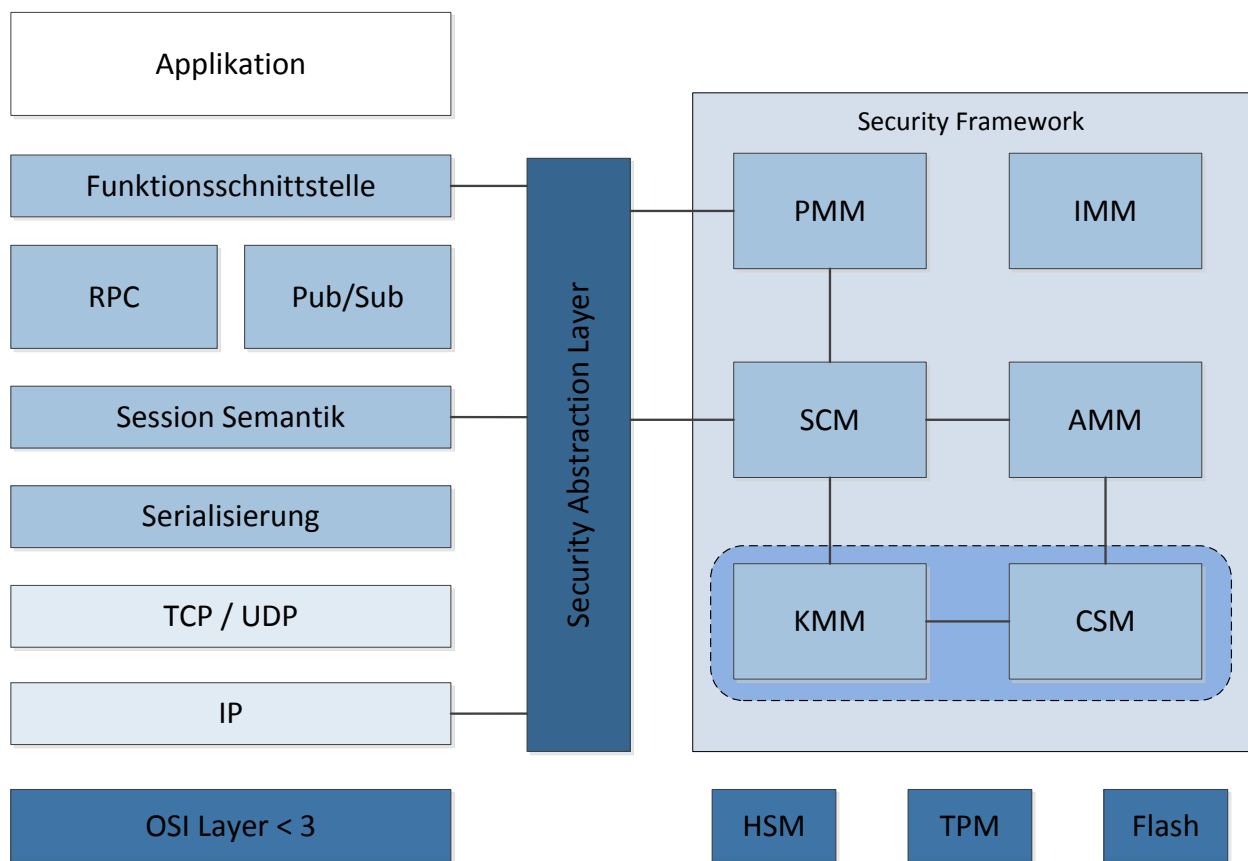 Applikation
Funktionsschnittstelle
RPC
Pub/Sub
Session Semantik
Serialisierung
TCP / UDP
IP
OSI Layer < 3
Security Abstraction Layer
Security Framework
PMM
IMM
SCM
AMM
KMM
CSM
HSM
TPM
Flash